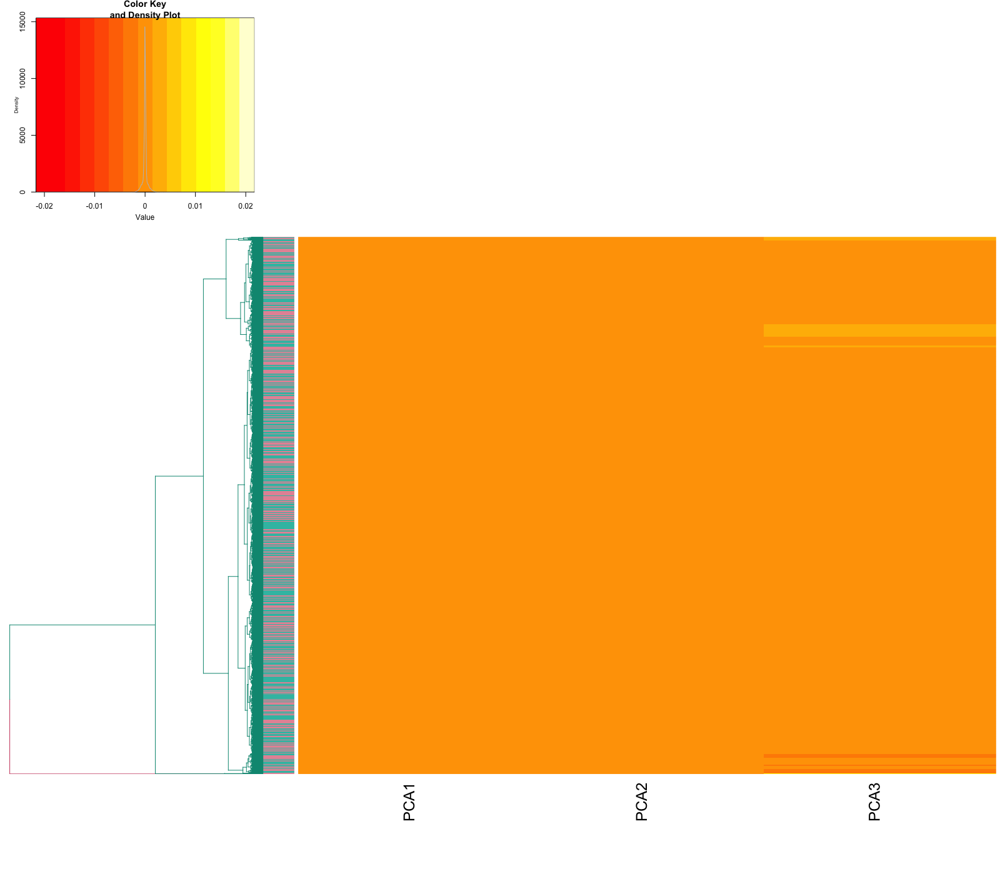 Color Key
and Density Plot
15000
10000
5000
0
Density
-0.02 -0.01 0 0.01 0.02
Value
PCA1 PCA2 PCA3